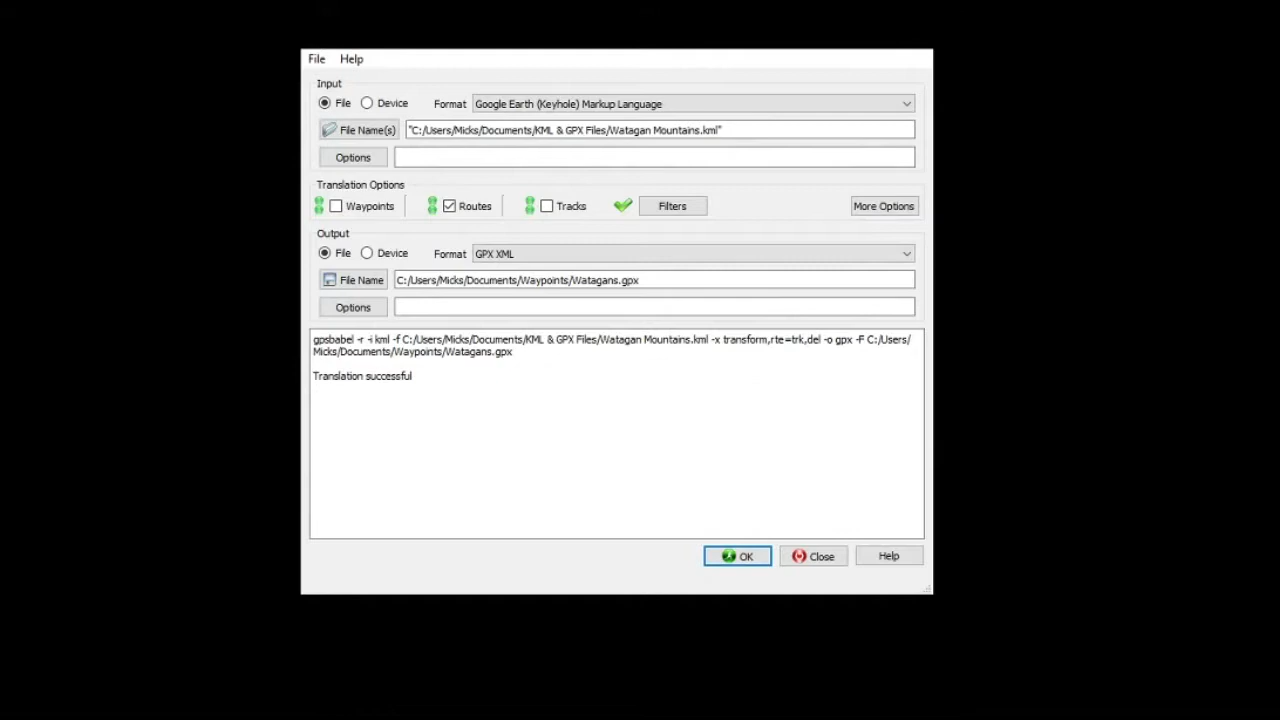 File Help
Input
File Device Format Google Earth (Keyhole) Markup Language
File Name(s) "C:/Users/Micks/Documents/KML & GPX Files/Watagan Mountains.kml"
Options
Translation Options
Waypoints Routes Tracks Filters More Options
Output
File Device Format GPX XML
File Name C:/Users/Micks/Documents/Waypoints/Watagans.gpx
Options
gpsbabel -r -i kml -f C:/Users/Micks/Documents/KML & GPX Files/Watagan Mountains.kml -x transform,rte=trk,del -o gpx -F C:/Users/
Micks/Documents/Waypoints/Watagans.gpx
Translation successful
OK Close Help